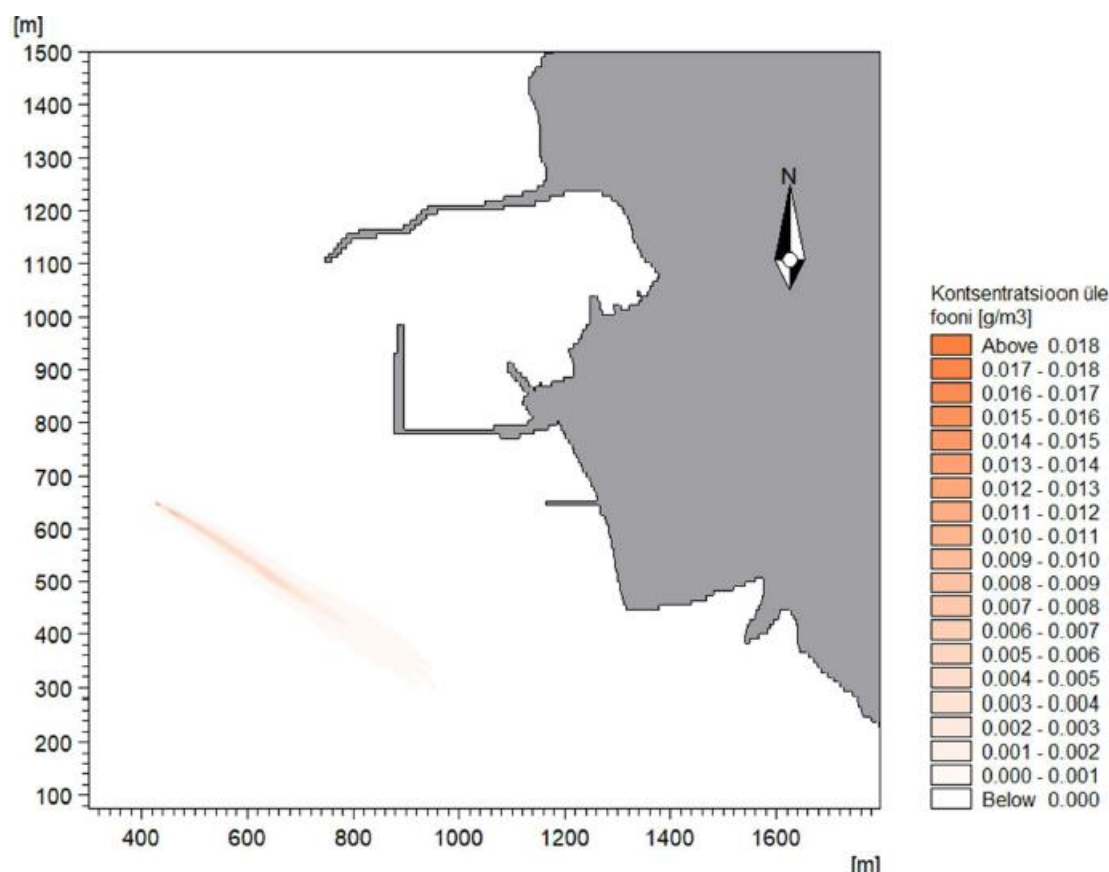 [m]
1500
1400
1300
1200
1100
1000
900
800
700
600
500
400
300
200
100
400 600 800 1000 1200 1400 1600
[m]
N
Kontsentratsioon üle
fooni [g/m3]
Above 0.018
0.017 - 0.018
0.016 - 0.017
0.015 - 0.016
0.014 - 0.015
0.013 - 0.014
0.012 - 0.013
0.011 - 0.012
0.010 - 0.011
0.009 - 0.010
0.008 - 0.009
0.007 - 0.008
0.006 - 0.007
0.005 - 0.006
0.004 - 0.005
0.003 - 0.004
0.002 - 0.003
0.001 - 0.002
0.000 - 0.001
Below 0.000